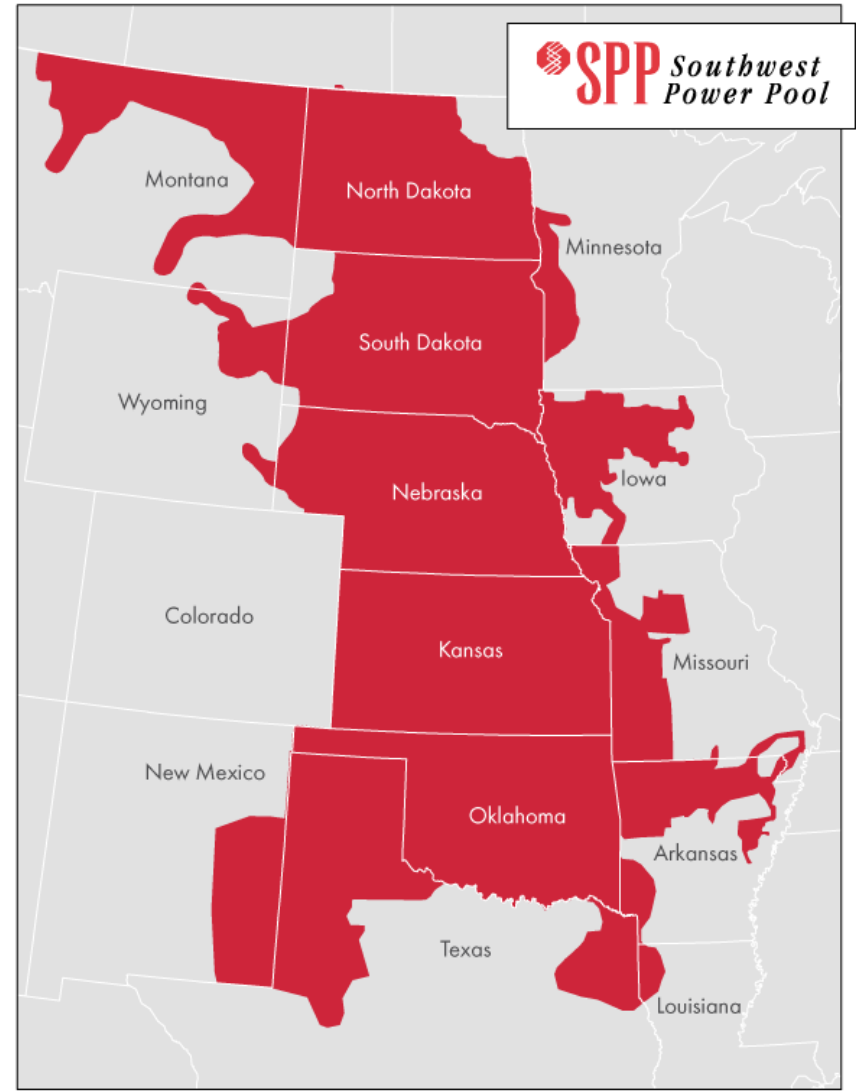 SPP Southwest
Power Pool
Montana
North Dakota
Minnesota
South Dakota
Wyoming
Iowa
Nebraska
Colorado
Kansas
Missouri
New Mexico
Oklahoma
Arkansas
Texas
Louisiana